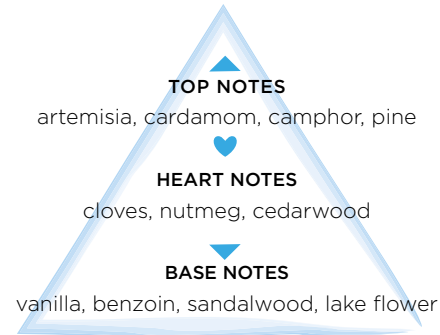 TOP NOTES
artemisia, cardamom, camphor, pine
HEART NOTES
cloves, nutmeg, cedarwood
BASE NOTES
vanilla, benzoin, sandalwood, lake flower